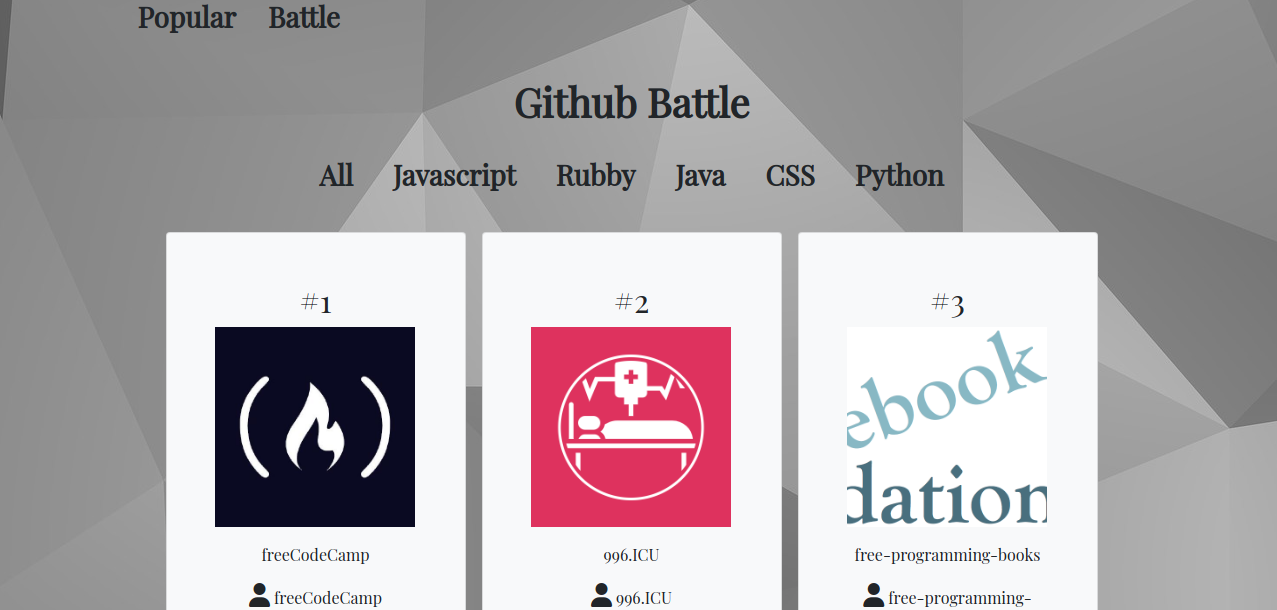 Popular Battle
Github Battle
All Javascript Rubby Java CSS Python
#1 #2 #3
ebook
dation
freeCodeCamp 996.ICU free-programming-books
freeCodeCamp 996.ICU free-programming-